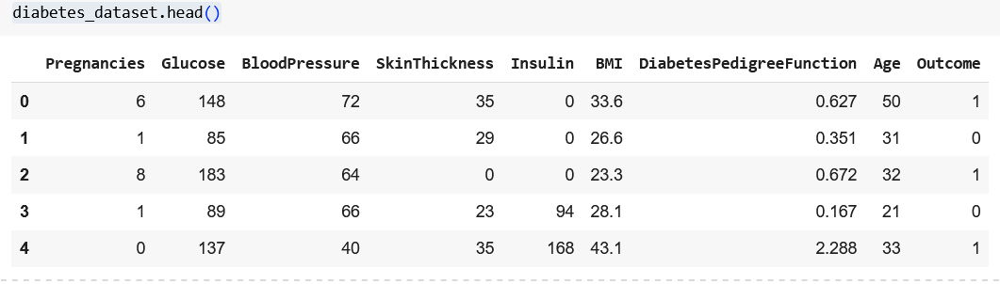 diabetes_dataset.head()
Pregnancies Glucose BloodPressure SkinThickness Insulin BMI DiabetesPedigreeFunction Age Outcome
0 6 148 72 35 0 33.6 0.627 50 1
1 1 85 66 29 0 26.6 0.351 31 0
2 8 183 64 0 0 23.3 0.672 32 1
3 1 89 66 23 94 28.1 0.167 21 0
4 0 137 40 35 168 43.1 2.288 33 1